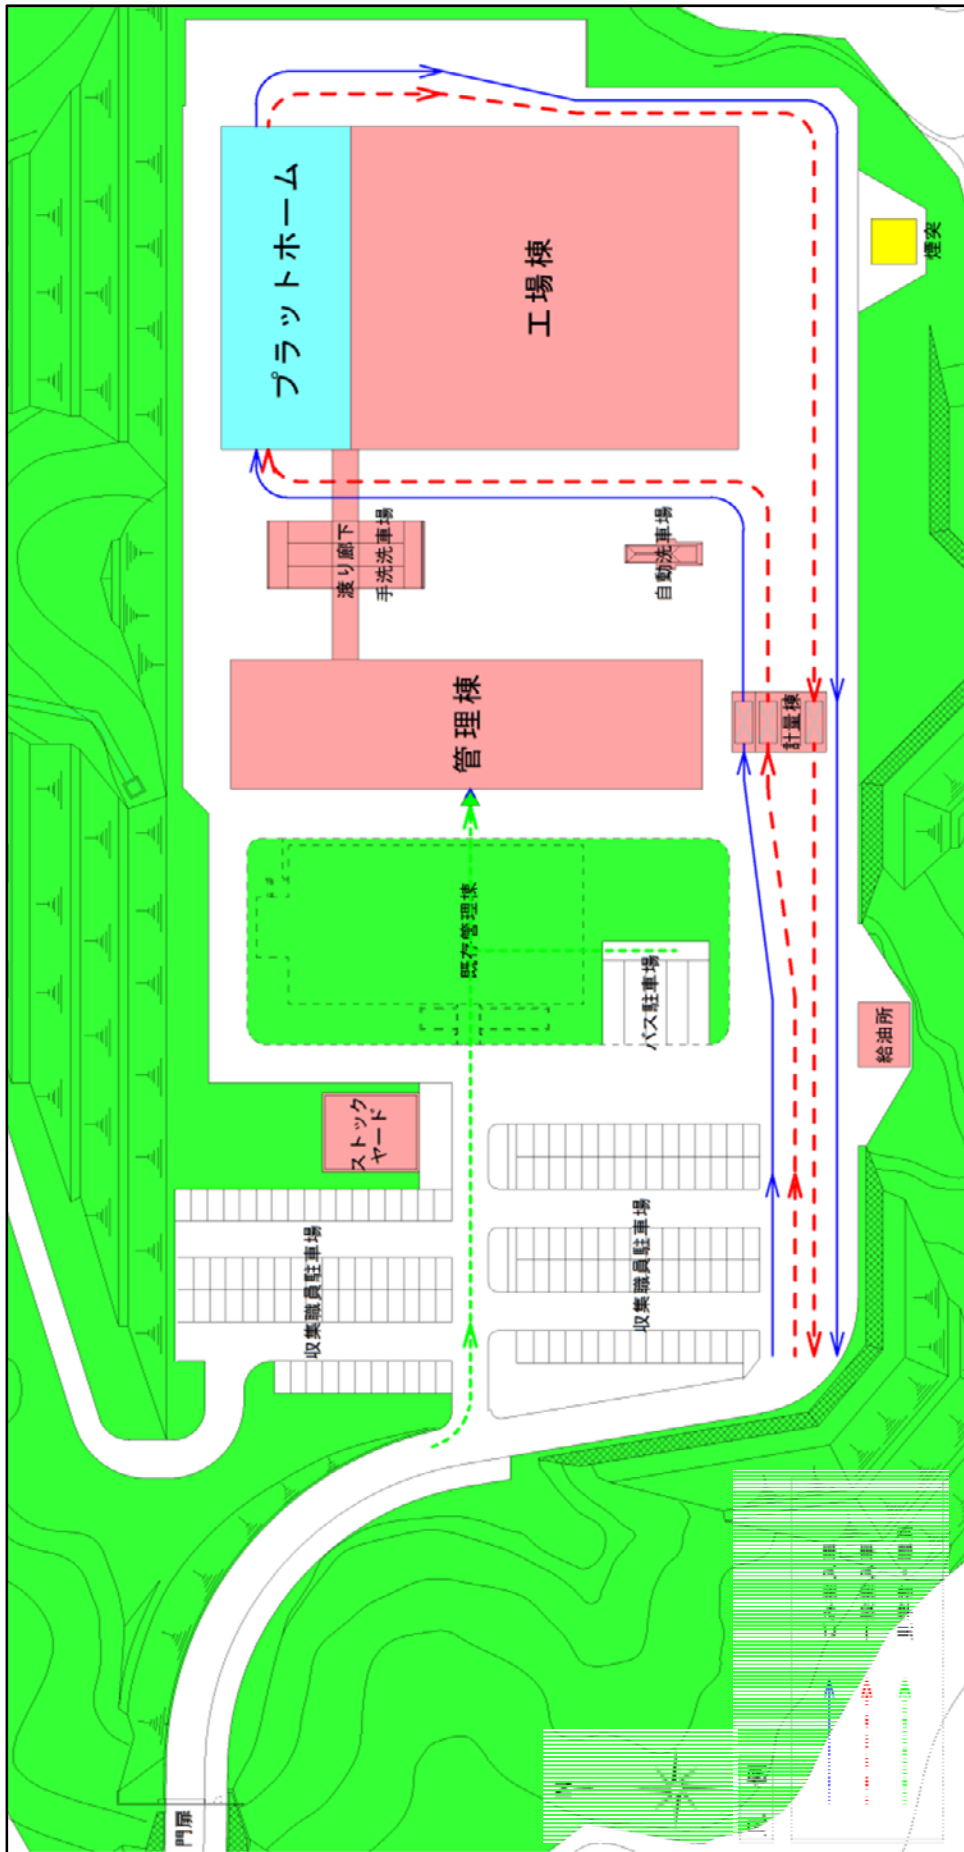 プラットホーム
工場棟
煙突
渡り廊下
手洗洗車場
自動洗車場
管理棟
計量棟
既存管理棟
バス駐車場
給油所
ストック
ヤード
収集職員駐車場
収集職員駐車場
門扉